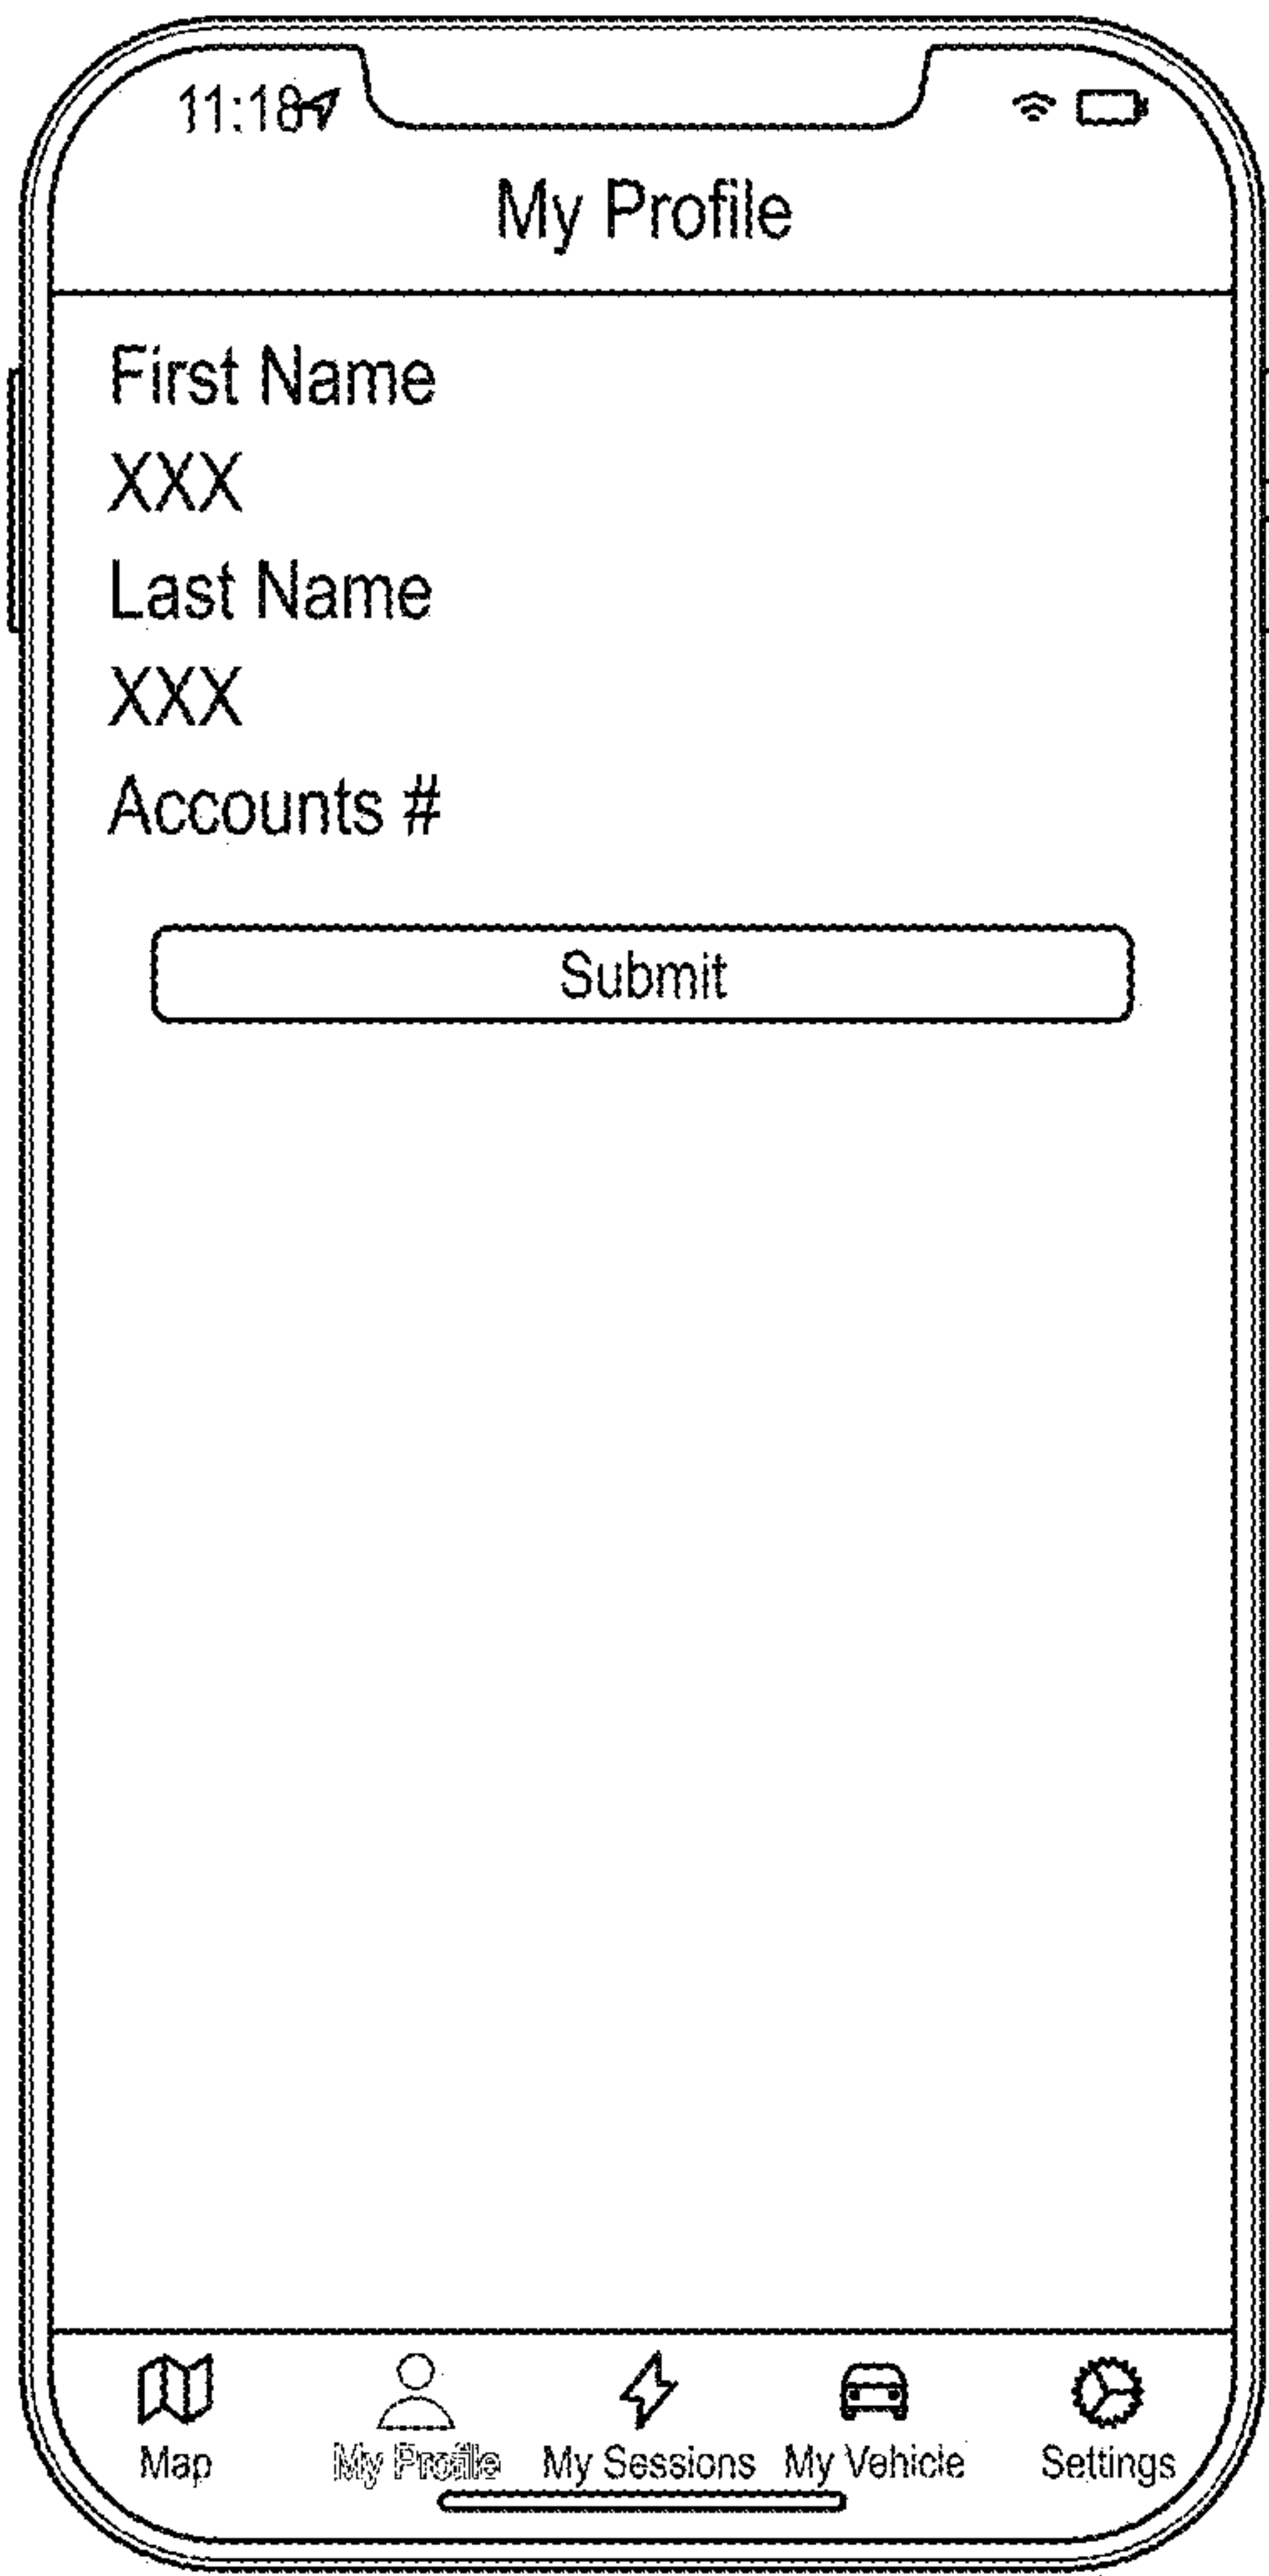 11:18
My Profile
First Name
XXX
Last Name
XXX
Accounts #
Submit
Map My Profile My Sessions My Vehicle Settings